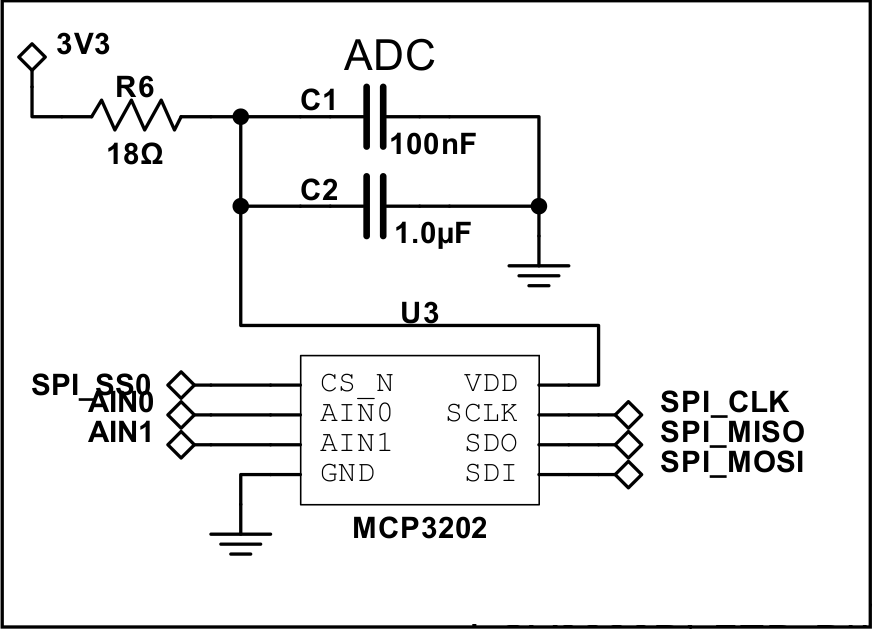 3V3
ADC
R6
C1
18Ω
100nF
C2
1.0µF
U3
SPI_SS0
CS_N
VDD
AIN0
AIN0
SCLK
SPI_CLK
AIN1
AIN1
SDO
SPI_MISO
GND
SDI
SPI_MOSI
MCP3202